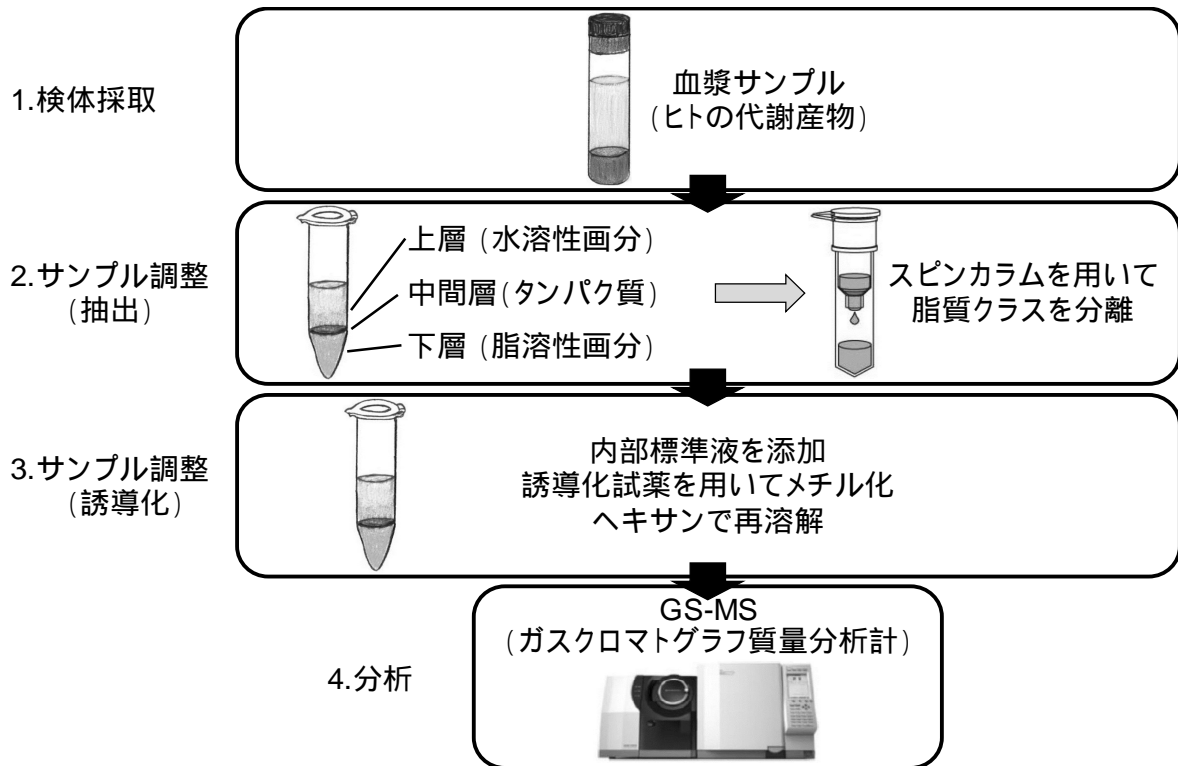 1.検体採取
血漿サンプル
(ヒトの代謝産物)
2.サンプル調整
(抽出)
上層 (水溶性画分)
中間層(タンパク質)
下層 (脂溶性画分)
スピンカラムを用いて
脂質クラスを分離
3.サンプル調整
(誘導化)
内部標準液を添加
誘導化試薬を用いてメチル化
ヘキサンで再溶解
4.分析
GS-MS
(ガスクロマトグラフ質量分析計)